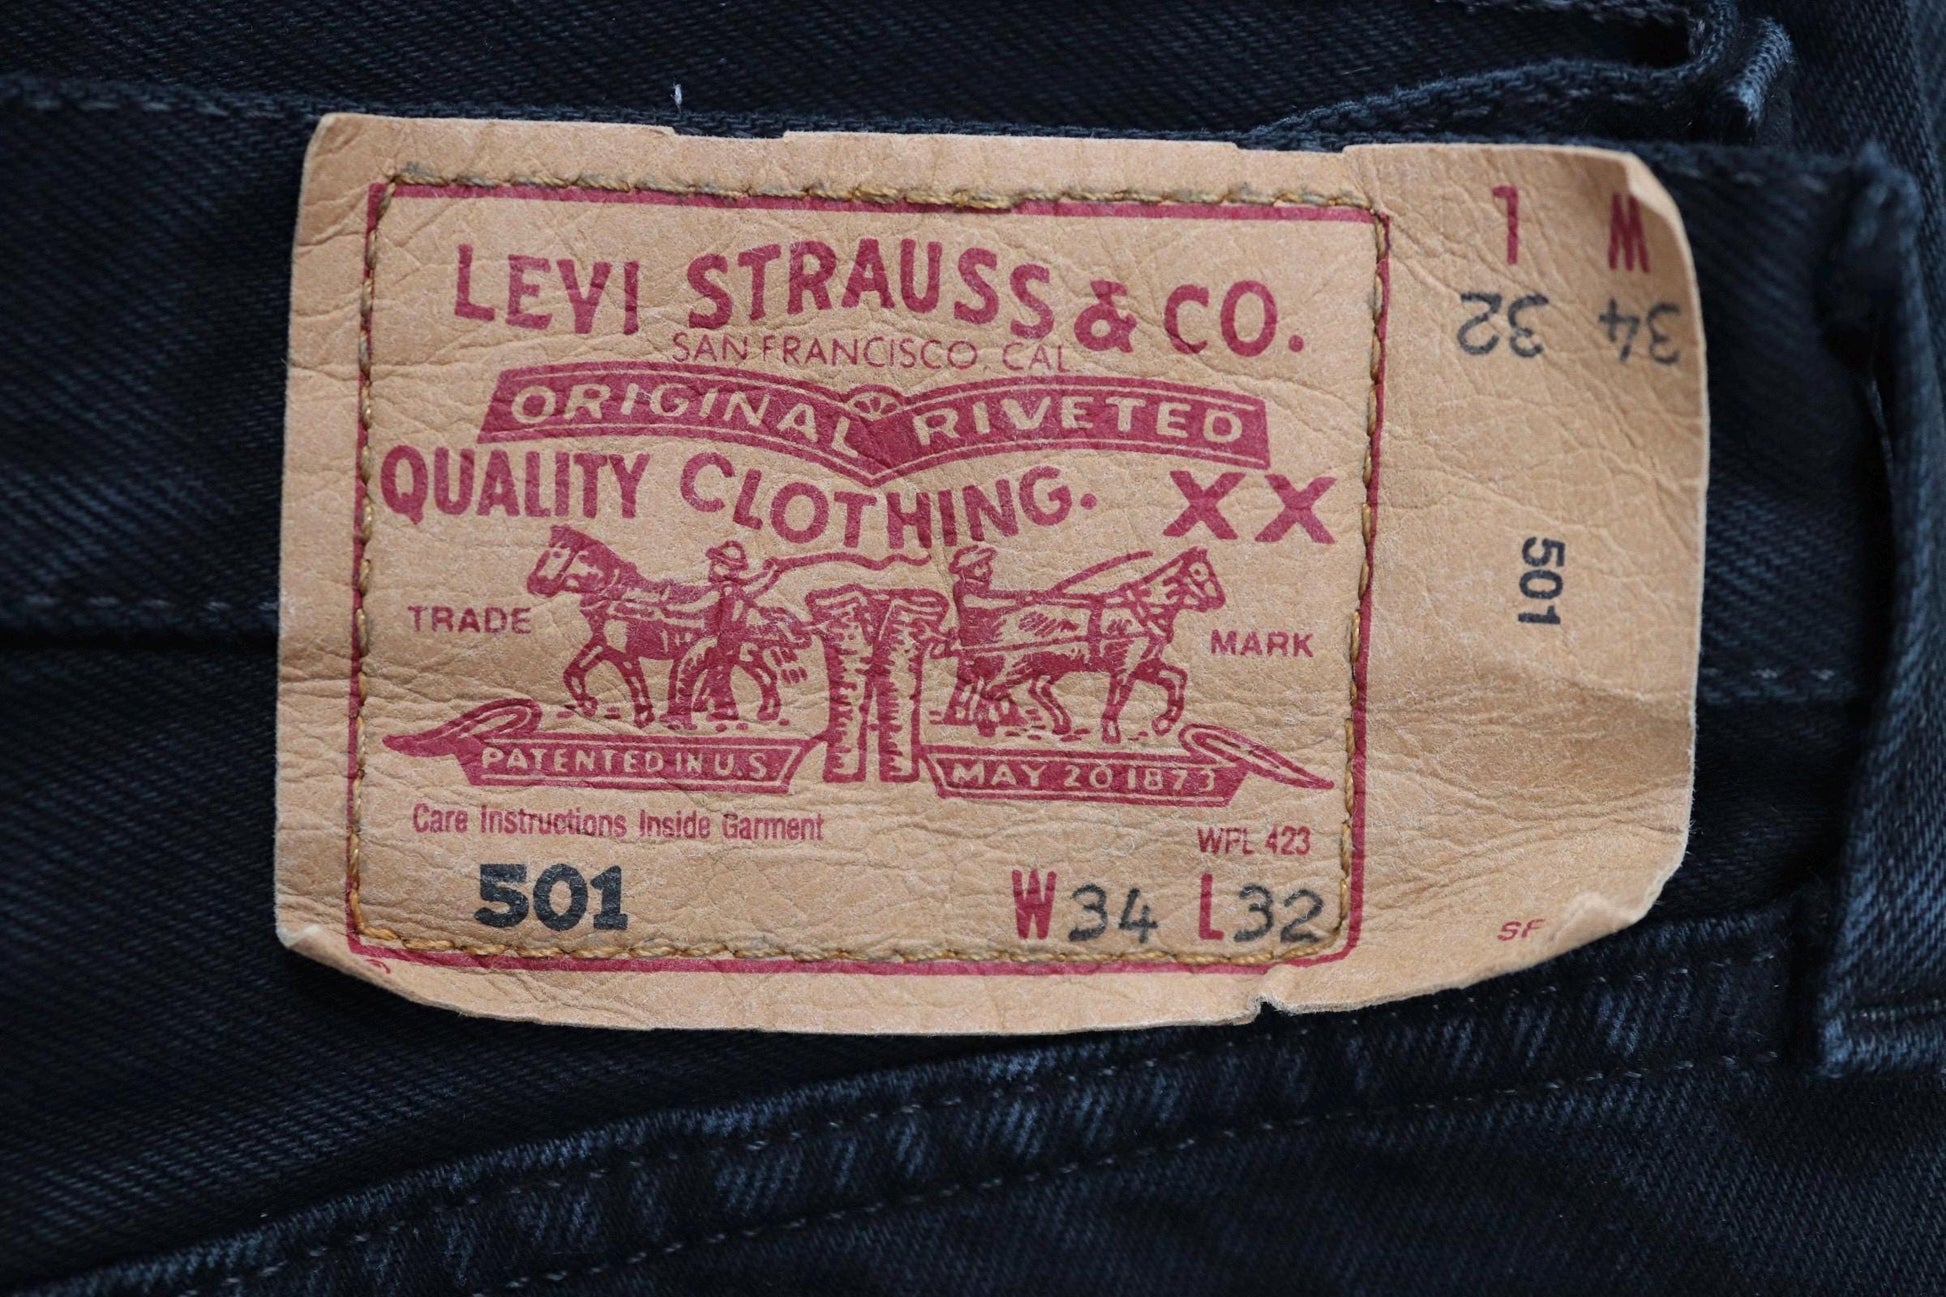 LEVI STRAUSS & CO.
SAN FRANCISCO, CAL.
ORIGINAL RIVETED
QUALITY CLOTHING. XX
TRADE MARK
PATENTED IN U.S. MAY 20 1873
Care Instructions Inside Garment
WPL 423
501 W34 L32
W L
34 32
501
SF